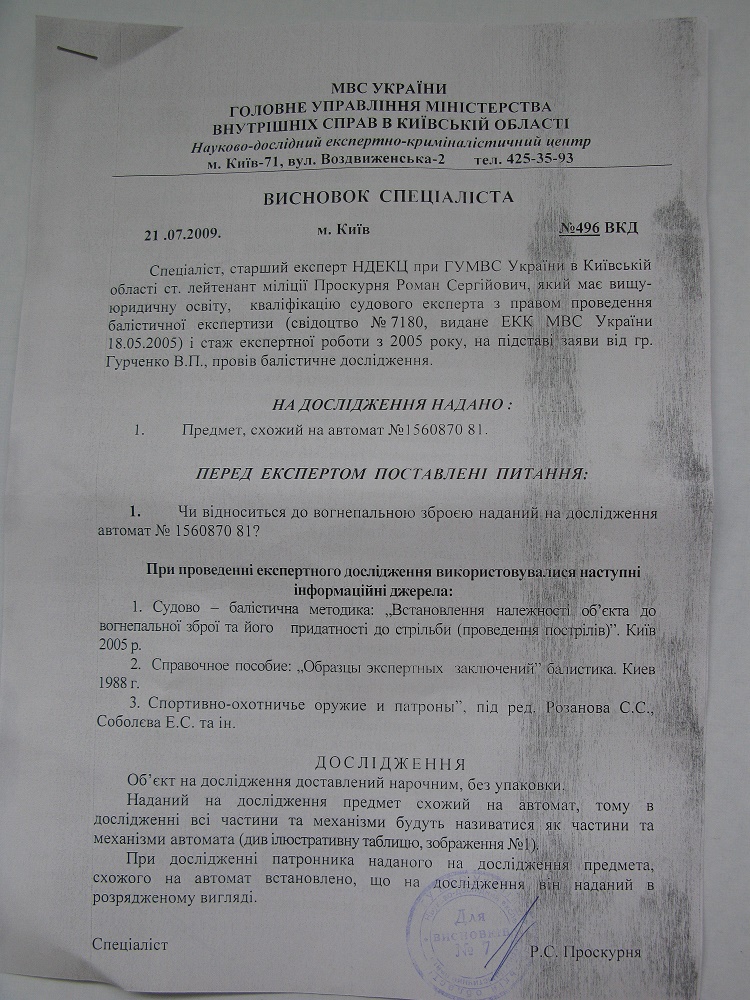 МВС УКРАЇНИ
ГОЛОВНЕ УПРАВЛІННЯ МІНІСТЕРСТВА
ВНУТРІШНІХ СПРАВ В КИЇВСЬКІЙ ОБЛАСТІ
Науково-дослідний експертно-криміналістичний центр
м. Київ-71, вул. Воздвиженська-2 тел. 425-35-93
ВИСНОВОК СПЕЦІАЛІСТА
21 .07.2009. м. Київ №496 ВКД
Спеціаліст, старший експерт НДЕКЦ при ГУМВС України в Київській
області ст. лейтенант міліції Проскурня Роман Сергійович, який має вищу-
юридичну освіту, кваліфікацію судового експерта з правом проведення
балістичної експертизи (свідоцтво №7180, видане ЕКК МВС України
18.05.2005) і стаж експертної роботи з 2005 року, на підставі заяви від гр.
Гурченко В.П., провів балістичне дослідження.
НА ДОСЛІДЖЕННЯ НАДАНО :
1. Предмет, схожий на автомат №1560870 81.
ПЕРЕД ЕКСПЕРТОМ ПОСТАВЛЕНІ ПИТАННЯ:
1. Чи відноситься до вогнепальною зброєю наданий на дослідження
автомат № 1560870 81?
При проведенні експертного дослідження використовувалися наступні
інформаційні джерела:
1. Судово – балістична методика: „Встановлення належності об’єкта до
вогнепальної зброї та його придатності до стрільби (проведення пострілів)”. Київ
2005 р.
2. Справочное пособие: „Образцы экспертных заключений” балистика. Киев
1988 г.
3. Спортивно-охотничье оружие и патроны”, під ред. Розанова С.С.,
Соболєва Е.С. та ін.
ДОСЛІДЖЕННЯ
Об’єкт на дослідження доставлений нарочним, без упаковки.
Наданий на дослідження предмет схожий на автомат, тому в
дослідженні всі частини та механізми будуть називатися як частини та
механізми автомата (див ілюстративну таблицю, зображення №1).
При дослідженні патронника наданого на дослідження предмета,
схожого на автомат встановлено, що на дослідження він наданий в
розрядженому вигляді.
Для
висновків
№ 7
Спеціаліст Р.С. Проскурня